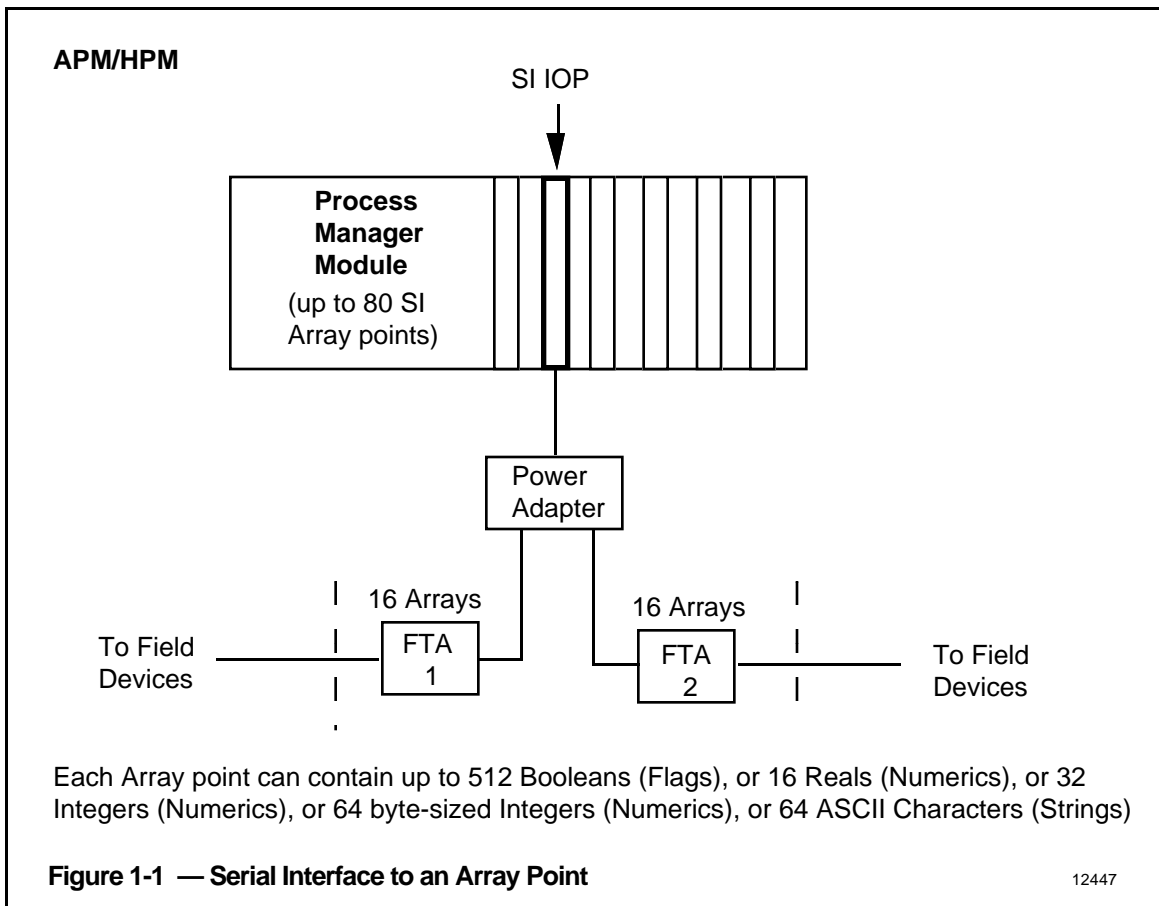 APM/HPM
SI IOP
Process
Manager
Module
(up to 80 SI
Array points)
Power
Adapter
16 Arrays
16 Arrays
To Field
Devices
FTA
1
FTA
2
To Field
Devices
Each Array point can contain up to 512 Booleans (Flags), or 16 Reals (Numerics), or 32
Integers (Numerics), or 64 byte-sized Integers (Numerics), or 64 ASCII Characters (Strings)
Figure 1-1 — Serial Interface to an Array Point
12447